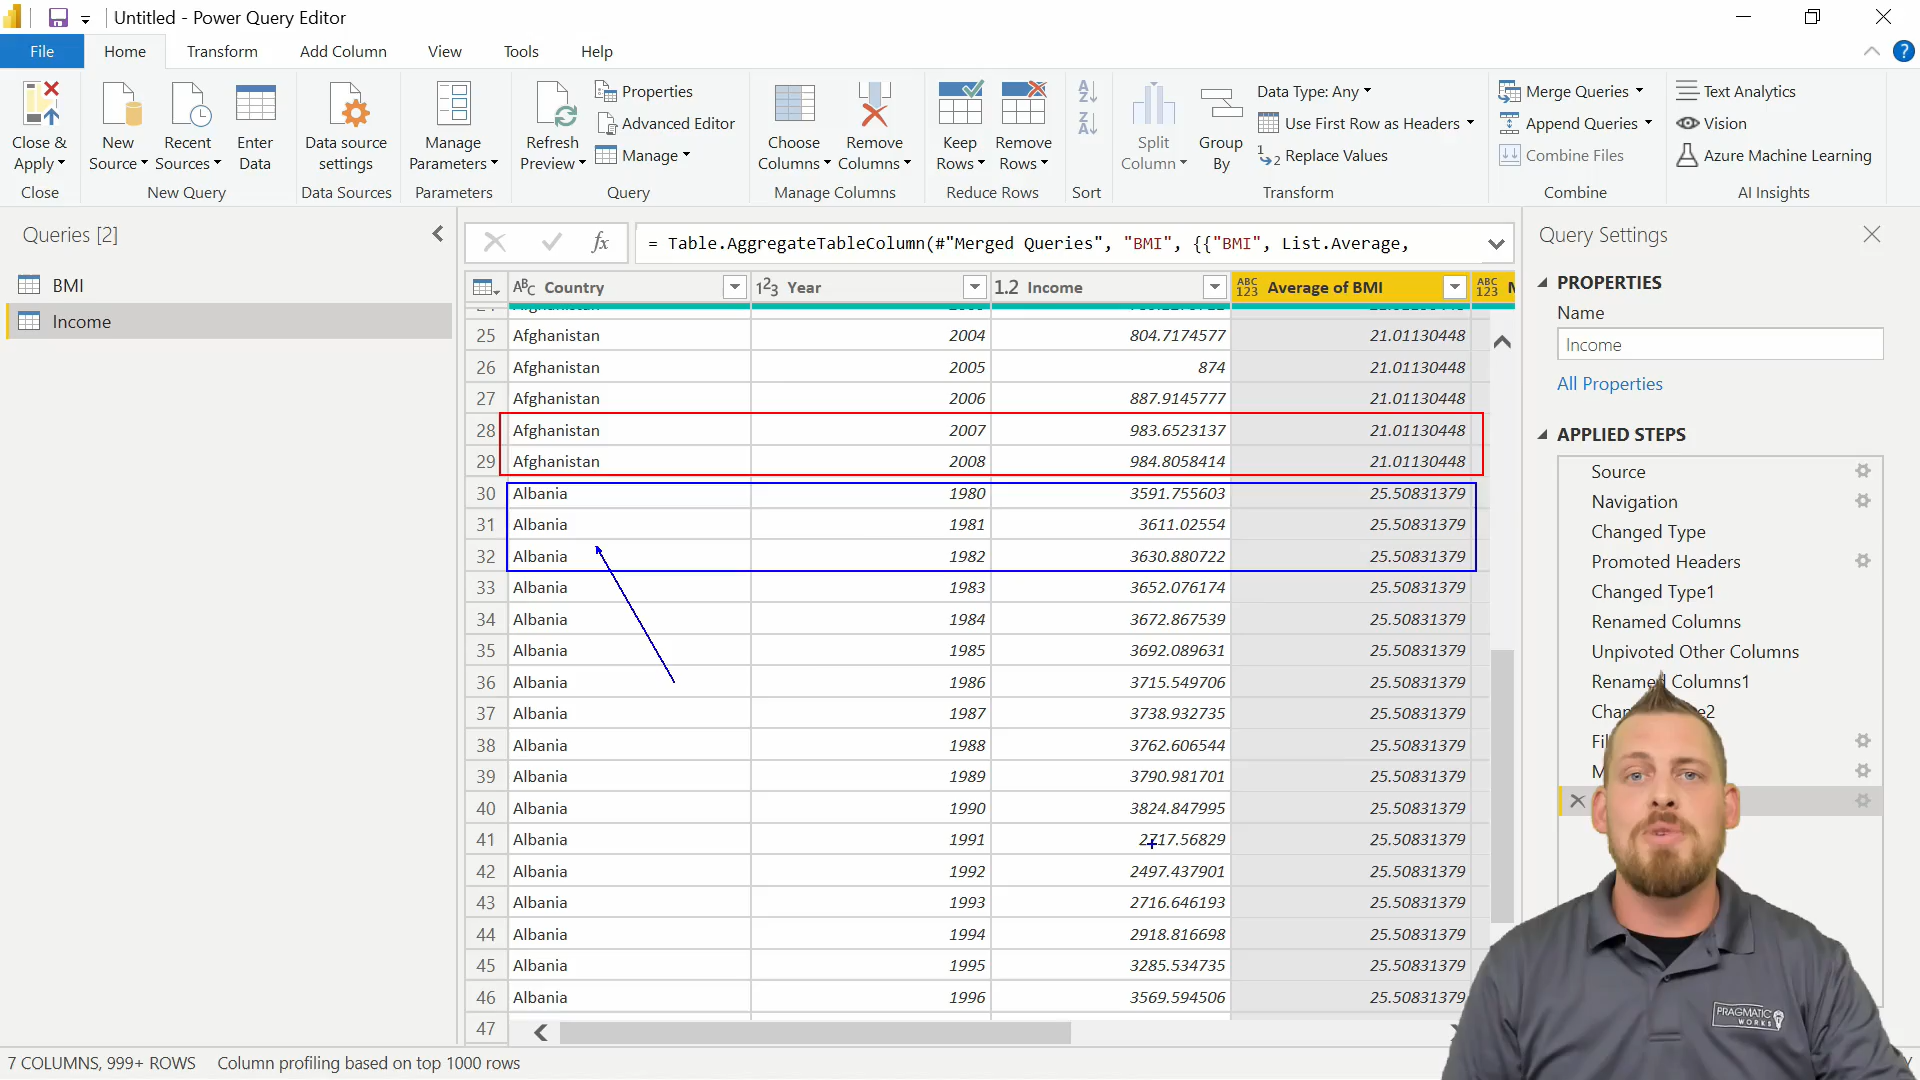 Untitled - Power Query Editor
File Home Transform Add Column View Tools Help
Close & Apply
Close
New Source
Recent Sources
Enter Data
New Query
Data source settings
Data Sources
Manage Parameters
Parameters
Refresh Preview
Properties
Advanced Editor
Manage
Query
Choose Columns
Remove Columns
Manage Columns
Keep Rows
Remove Rows
Reduce Rows
Sort
Split Column
Group By
Data Type: Any
Use First Row as Headers
Replace Values
Transform
Merge Queries
Append Queries
Combine Files
Combine
Text Analytics
Vision
Azure Machine Learning
AI Insights
Queries [2]
BMI
Income
fx = Table.AggregateTableColumn(#"Merged Queries", "BMI", {{"BMI", List.Average,
Country Year 1.2 Income Average of BMI
25 Afghanistan 2004 804.7174577 21.01130448
26 Afghanistan 2005 874 21.01130448
27 Afghanistan 2006 887.9145777 21.01130448
28 Afghanistan 2007 983.6523137 21.01130448
29 Afghanistan 2008 984.8058414 21.01130448
30 Albania 1980 3591.755603 25.50831379
31 Albania 1981 3611.02554 25.50831379
32 Albania 1982 3630.880722 25.50831379
33 Albania 1983 3652.076174 25.50831379
34 Albania 1984 3672.867539 25.50831379
35 Albania 1985 3692.089631 25.50831379
36 Albania 1986 3715.549706 25.50831379
37 Albania 1987 3738.932735 25.50831379
38 Albania 1988 3762.606544 25.50831379
39 Albania 1989 3790.981701 25.50831379
40 Albania 1990 3824.847995 25.50831379
41 Albania 1991 2717.56829 25.50831379
42 Albania 1992 2497.437901 25.50831379
43 Albania 1993 2716.646193 25.50831379
44 Albania 1994 2918.816698 25.50831379
45 Albania 1995 3285.534735 25.50831379
46 Albania 1996 3569.594506 25.50831379
47
Query Settings
PROPERTIES
Name
Income
All Properties
APPLIED STEPS
Source
Navigation
Changed Type
Promoted Headers
Changed Type1
Renamed Columns
Unpivoted Other Columns
Renamed Columns1
PRAGMATIC WORKS
7 COLUMNS, 999+ ROWS Column profiling based on top 1000 rows